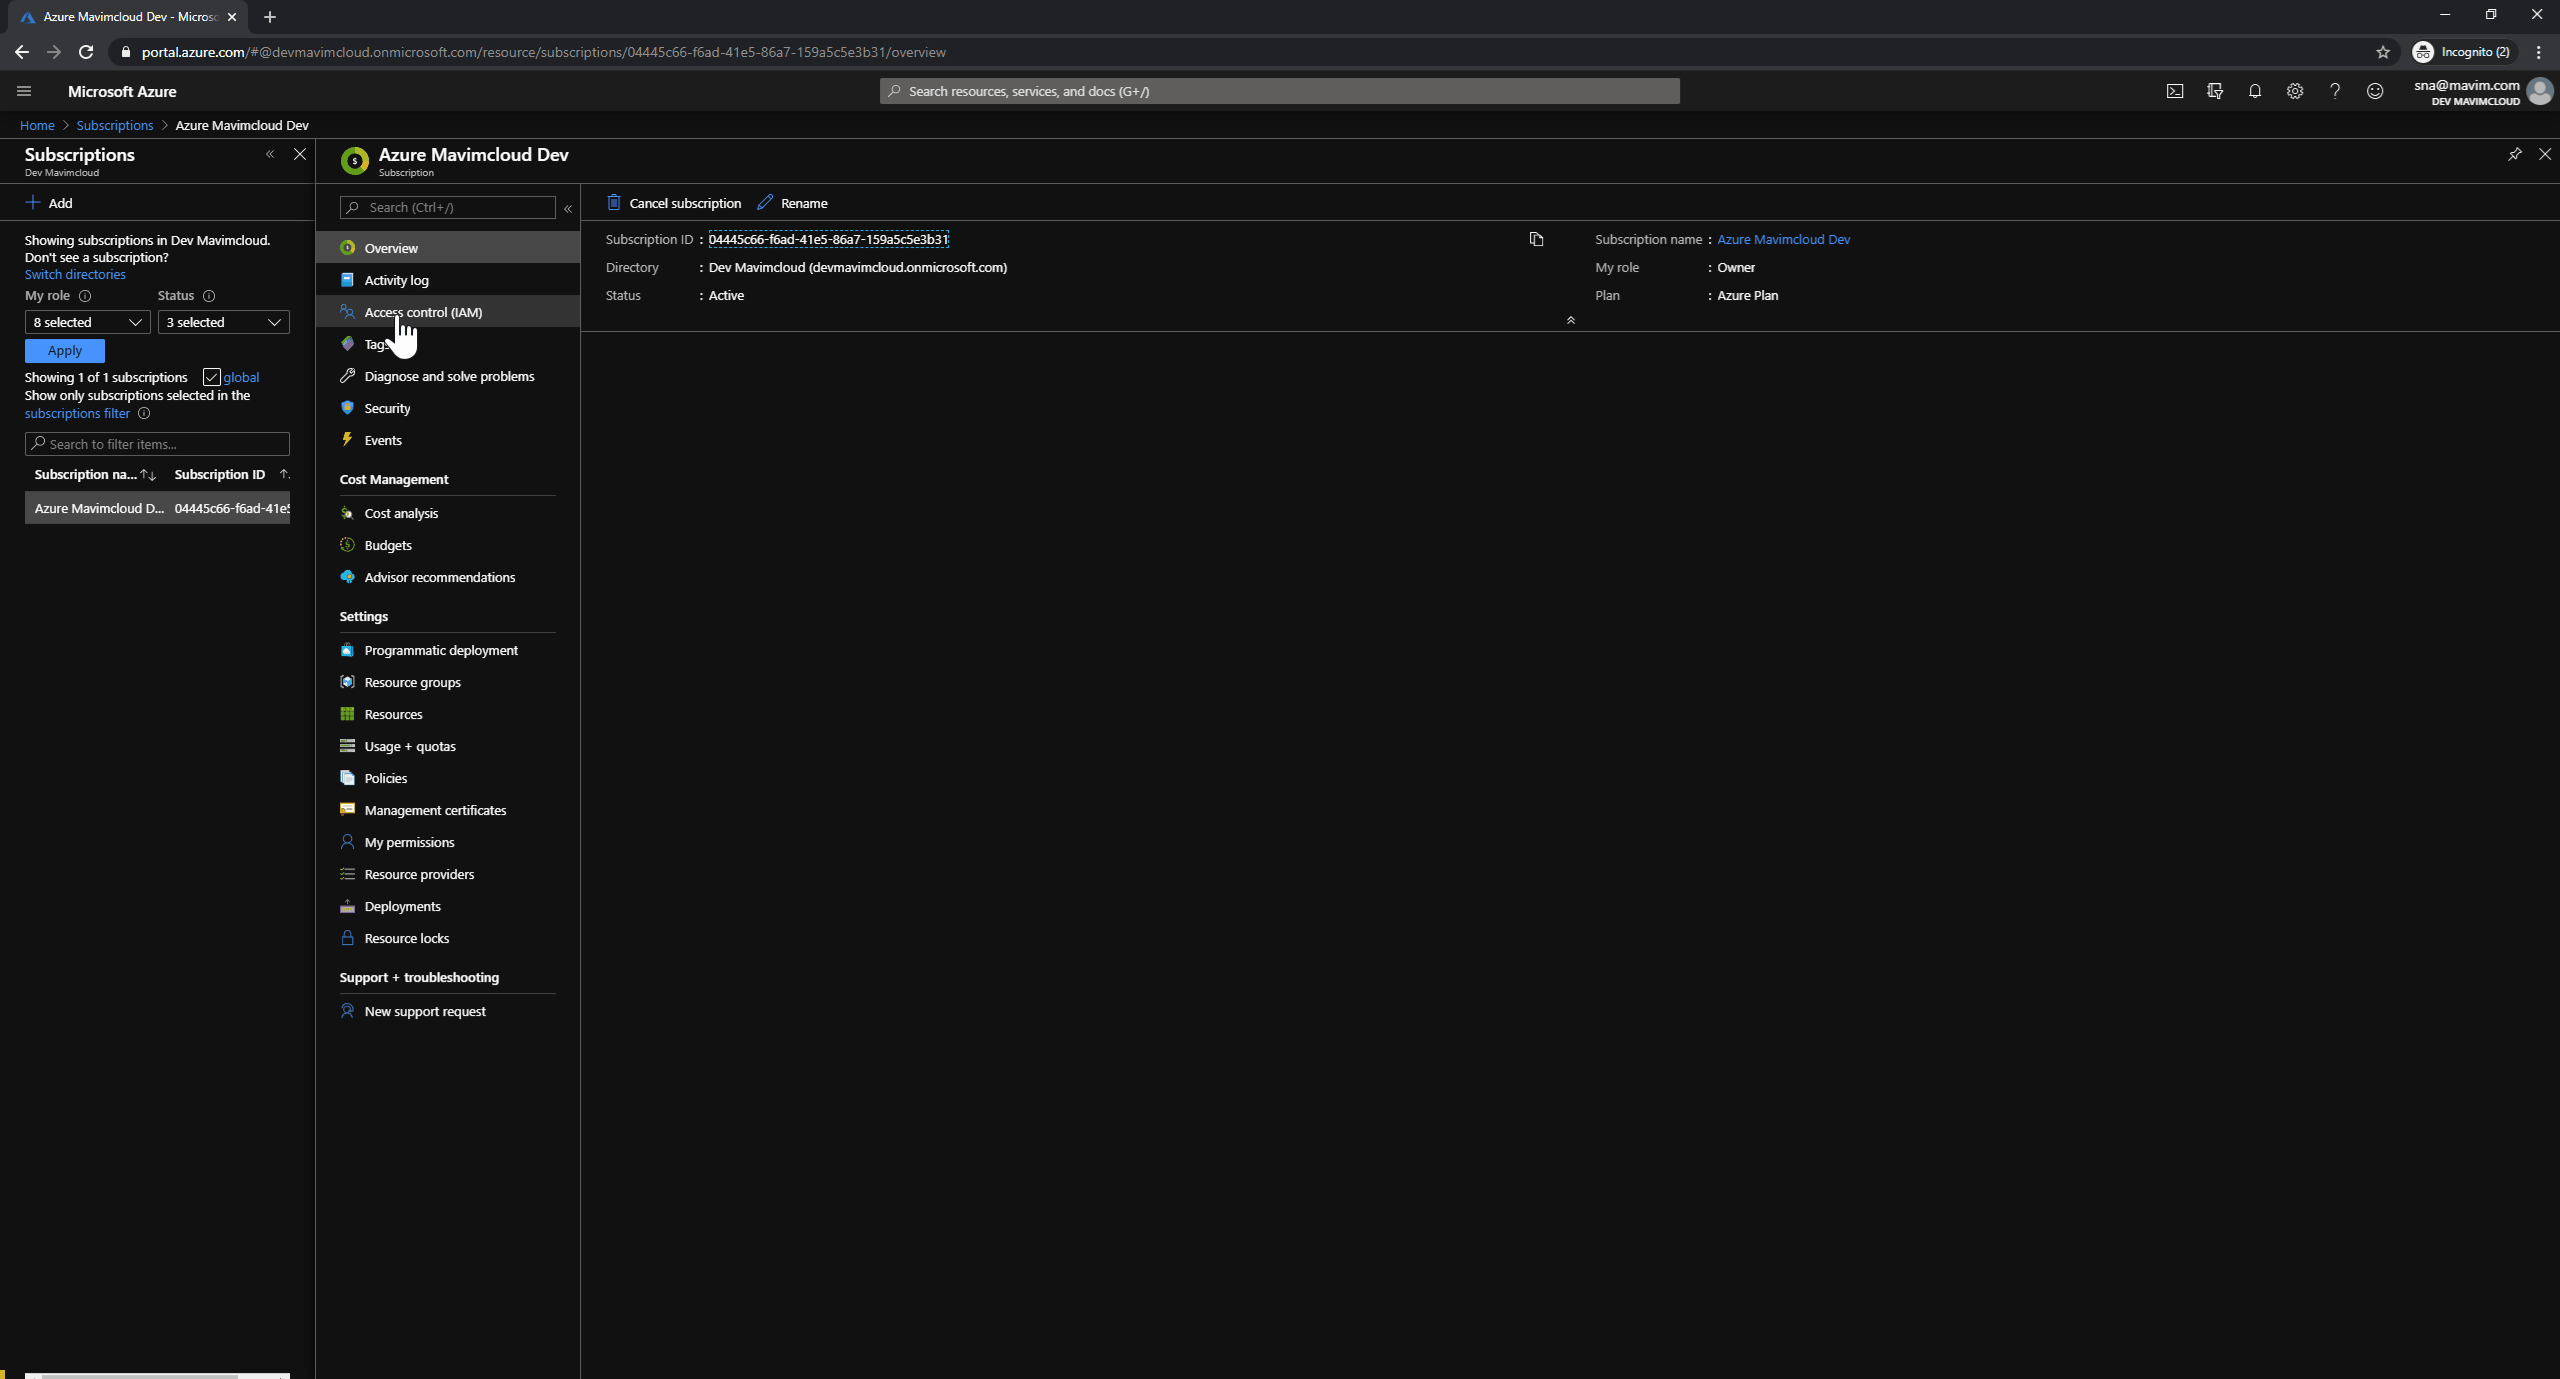 Azure Mavimcloud Dev - Micros
portal.azure.com/#@devmavimcloud.onmicrosoft.com/resource/subscriptions/04445c66-f6ad-41e5-86a7-159a5c5e3b31/overview
Incognito (2)
Microsoft Azure
Search resources, services, and docs (G+/)
sna@mavim.com
DEV MAVIMCLOUD
Home > Subscriptions > Azure Mavimcloud Dev
Subscriptions
Dev Mavimcloud
Add
Showing subscriptions in Dev Mavimcloud.
Don't see a subscription?
Switch directories
My role Status
8 selected 3 selected
Apply
Showing 1 of 1 subscriptions global
Show only subscriptions selected in the
subscriptions filter
Search to filter items...
Subscription na... Subscription ID
Azure Mavimcloud D... 04445c66-f6ad-41e5
Azure Mavimcloud Dev
Subscription
Search (Ctrl+/)
Overview
Activity log
Access control (IAM)
Tags
Diagnose and solve problems
Security
Events
Cost Management
Cost analysis
Budgets
Advisor recommendations
Settings
Programmatic deployment
Resource groups
Resources
Usage + quotas
Policies
Management certificates
My permissions
Resource providers
Deployments
Resource locks
Support + troubleshooting
New support request
Cancel subscription Rename
Subscription ID : 04445c66-f6ad-41e5-86a7-159a5c5e3b31
Directory : Dev Mavimcloud (devmavimcloud.onmicrosoft.com)
Status : Active
Subscription name : Azure Mavimcloud Dev
My role : Owner
Plan : Azure Plan